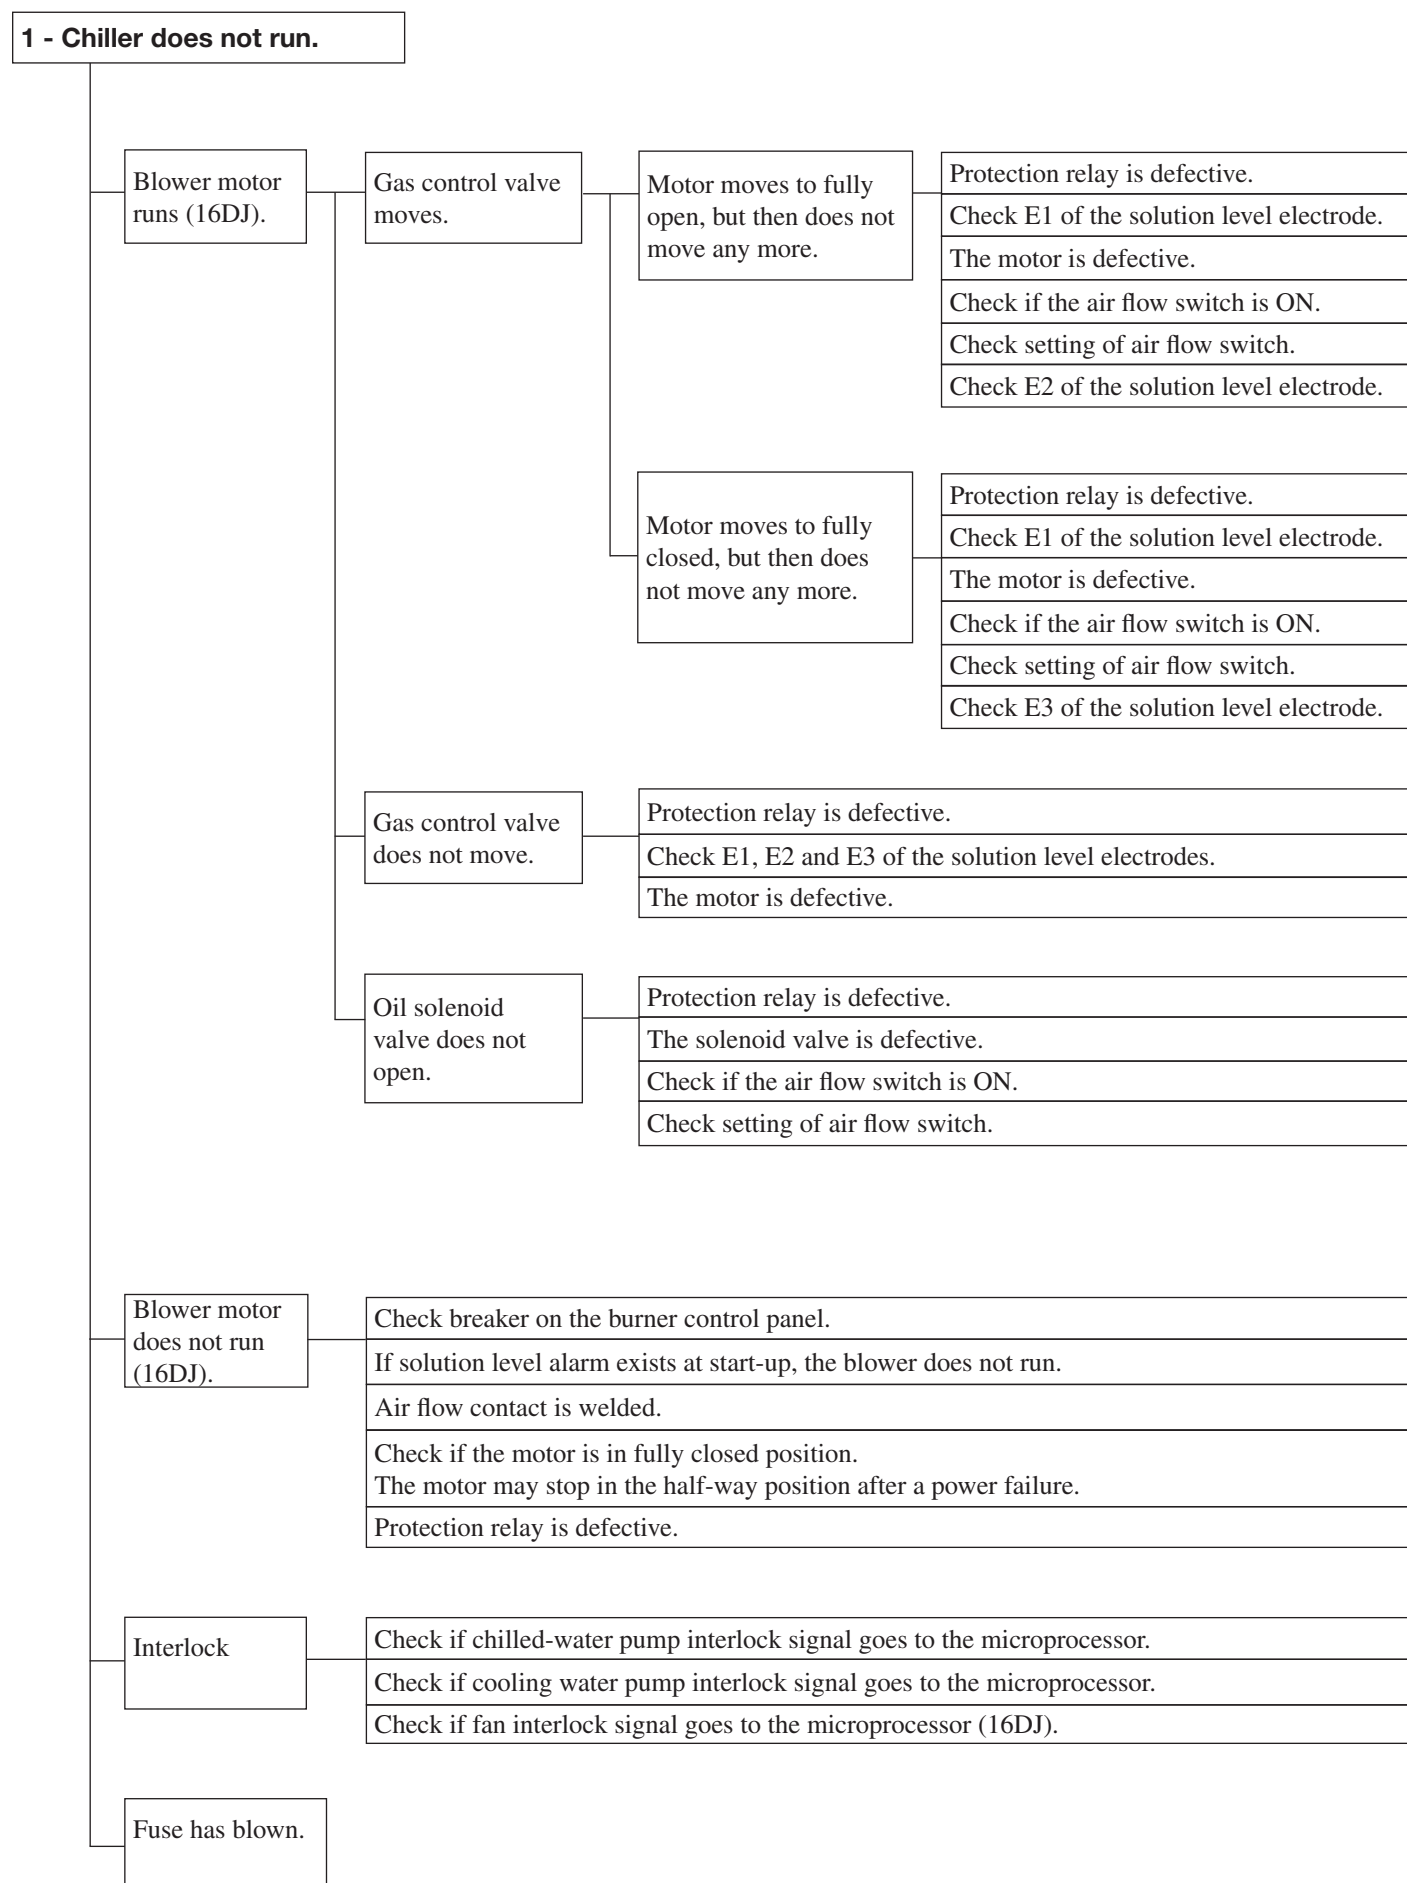 1 - Chiller does not run.
Blower motor
runs (16DJ).
Gas control valve
moves.
Motor moves to fully
open, but then does not
move any more.
Protection relay is defective.
Check E1 of the solution level electrode.
The motor is defective.
Check if the air flow switch is ON.
Check setting of air flow switch.
Check E2 of the solution level electrode.
Motor moves to fully
closed, but then does
not move any more.
Protection relay is defective.
Check E1 of the solution level electrode.
The motor is defective.
Check if the air flow switch is ON.
Check setting of air flow switch.
Check E3 of the solution level electrode.
Gas control valve
does not move.
Protection relay is defective.
Check E1, E2 and E3 of the solution level electrodes.
The motor is defective.
Oil solenoid
valve does not
open.
Protection relay is defective.
The solenoid valve is defective.
Check if the air flow switch is ON.
Check setting of air flow switch.
Blower motor
does not run
(16DJ).
Check breaker on the burner control panel.
If solution level alarm exists at start-up, the blower does not run.
Air flow contact is welded.
Check if the motor is in fully closed position.
The motor may stop in the half-way position after a power failure.
Protection relay is defective.
Interlock
Check if chilled-water pump interlock signal goes to the microprocessor.
Check if cooling water pump interlock signal goes to the microprocessor.
Check if fan interlock signal goes to the microprocessor (16DJ).
Fuse has blown.